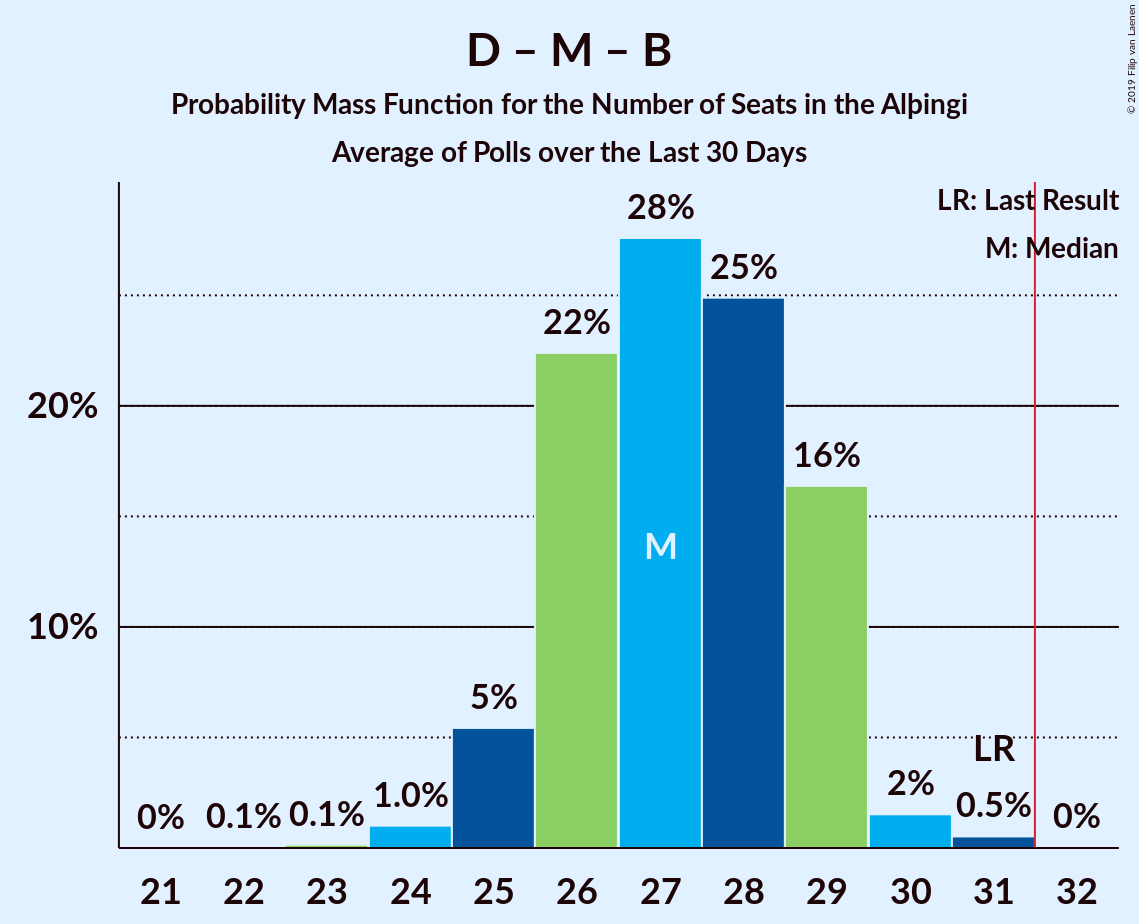 D – M – B
Probability Mass Function for the Number of Seats in the Alþingi
Average of Polls over the Last 30 Days
© 2019 Filip van Laenen
LR: Last Result
M: Median
28%
25%
22%
20%
16%
M
10%
5%
LR
2%
1.0%
0.5%
0% 0.1% 0.1% 0%
21 22 23 24 25 26 27 28 29 30 31 32